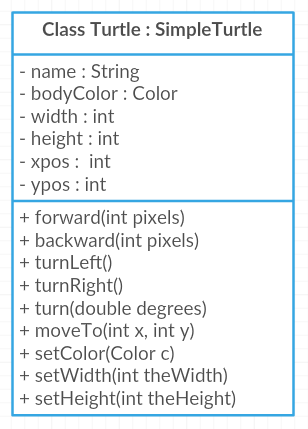 Class Turtle : SimpleTurtle
- name : String
- bodyColor : Color
- width : int
- height : int
- xpos :  int
- ypos : int
+ forward(int pixels)
+ backward(int pixels)
+ turnLeft()
+ turnRight()
+ turn(double degrees)
+ moveTo(int x, int y)
+ setColor(Color c)
+ setWidth(int theWidth)
+ setHeight(int theHeight)